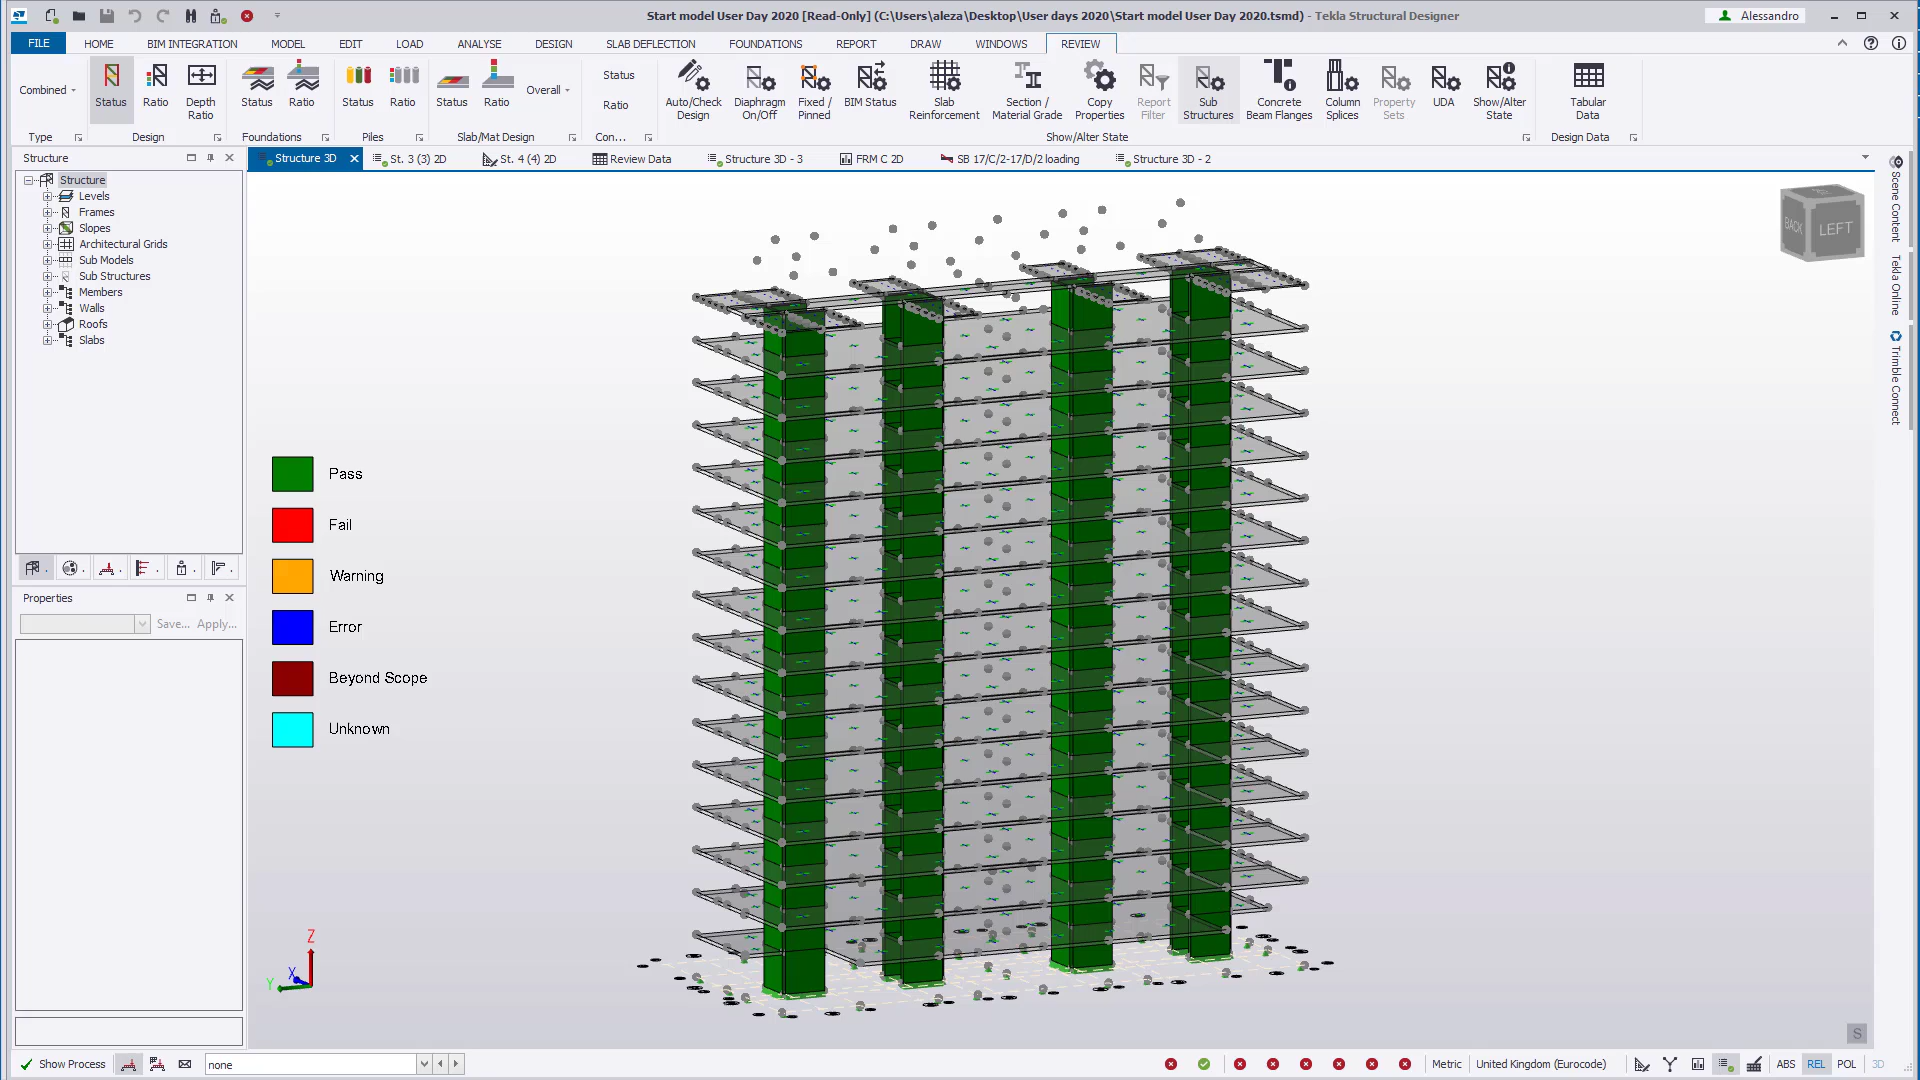 Start model User Day 2020 [Read-Only] (C:\Users\aleza\Desktop\User days 2020\Start model User Day 2020.tsmd) - Tekla Structural Designer
Alessandro
FILE HOME BIM INTEGRATION MODEL EDIT LOAD ANALYSE DESIGN SLAB DEFLECTION FOUNDATIONS REPORT DRAW WINDOWS REVIEW
Combined
Status
Ratio
Depth Ratio
Status
Ratio
Status
Ratio
Status
Ratio
Overall
Status
Ratio
Auto/Check Design
Diaphragm On/Off
Fixed / Pinned
BIM Status
Slab Reinforcement
Section / Material Grade
Copy Properties
Report Filter
Sub Structures
Concrete Beam Flanges
Column Splices
Property Sets
UDA
Show/Alter State
Tabular Data
Type Design Foundations Piles Slab/Mat Design Con... Show/Alter State Design Data
Structure
Structure 3D St. 3 (3) 2D St. 4 (4) 2D Review Data Structure 3D - 3 FRM C 2D SB 17/C/2-17/D/2 loading Structure 3D - 2
Structure
Levels
Frames
Slopes
Architectural Grids
Sub Models
Sub Structures
Members
Walls
Roofs
Slabs
Properties
Save... Apply...
Pass
Fail
Warning
Error
Beyond Scope
Unknown
Z
X
Y
BACK
LEFT
Scene Content
Tekla Online
Trimble Connect
S
Show Process
none
Metric
United Kingdom (Eurocode)
ABS REL POL 3D